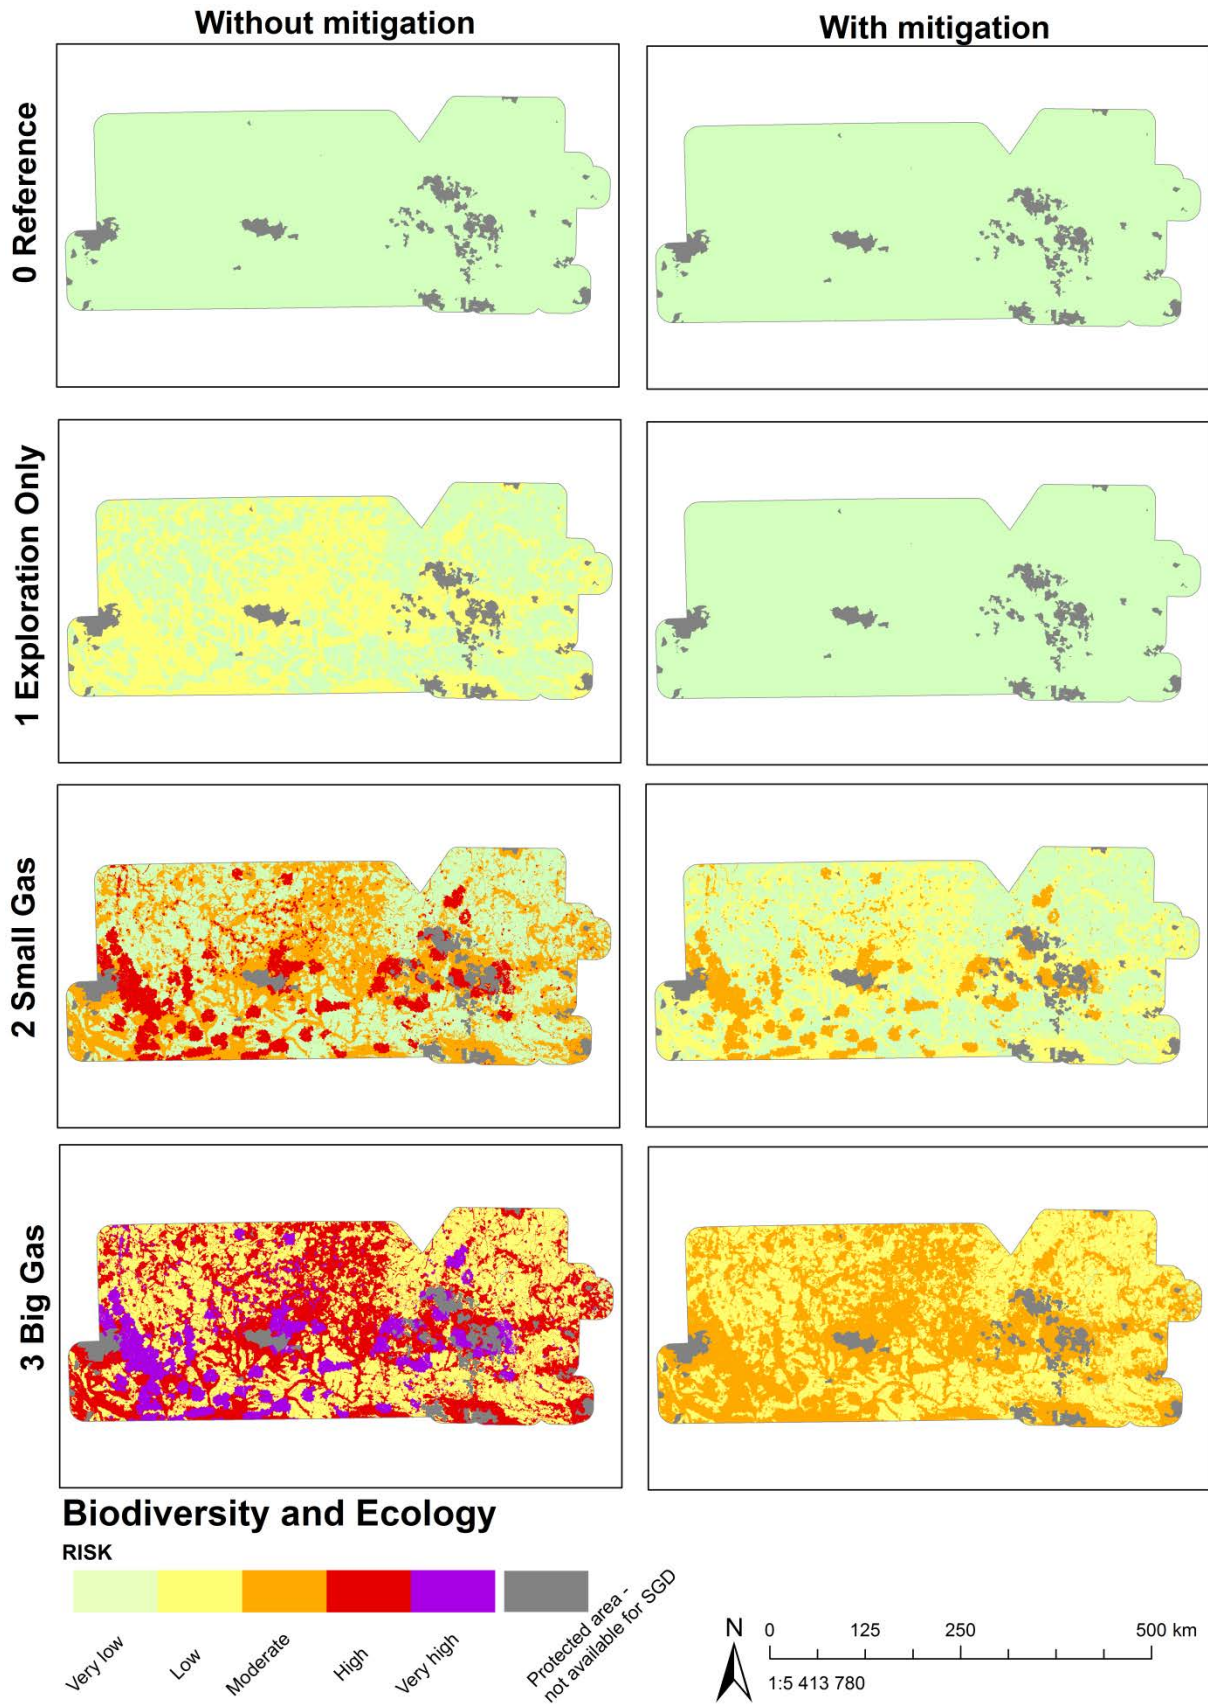 Without mitigation
With mitigation
0 Reference
1 Exploration Only
2 Small Gas
3 Big Gas
Biodiversity and Ecology
RISK
Very low
Low
Moderate
High
Very high
Protected area -
not available for SGD
N
0 125 250 500 km
1:5 413 780